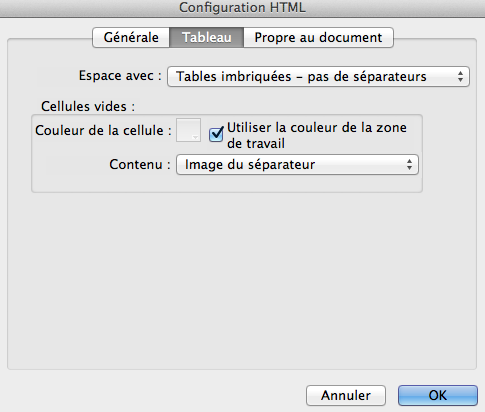 Configuration HTML
Générale Tableau Propre au document
Espace avec : Tables imbriquées – pas de séparateurs
Cellules vides :
Couleur de la cellule : Utiliser la couleur de la zone
de travail
Contenu : Image du séparateur
Annuler OK